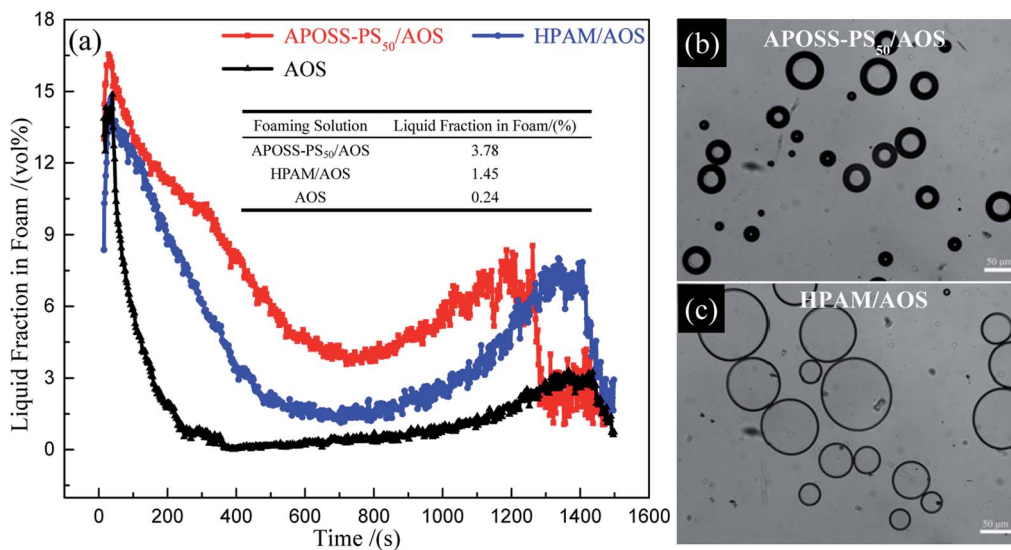 (a)
APOSS-PS50/AOS
HPAM/AOS
AOS
Foaming Solution Liquid Fraction in Foam/(%)
APOSS-PS50/AOS 3.78
HPAM/AOS 1.45
AOS 0.24
Liquid Fraction in Foam /(vol%)
18
15
12
9
6
3
0
0 200 400 600 800 1000 1200 1400 1600
Time /(s)
(b)
APOSS-PS50/AOS
50 μm
(c)
HPAM/AOS
50 μm